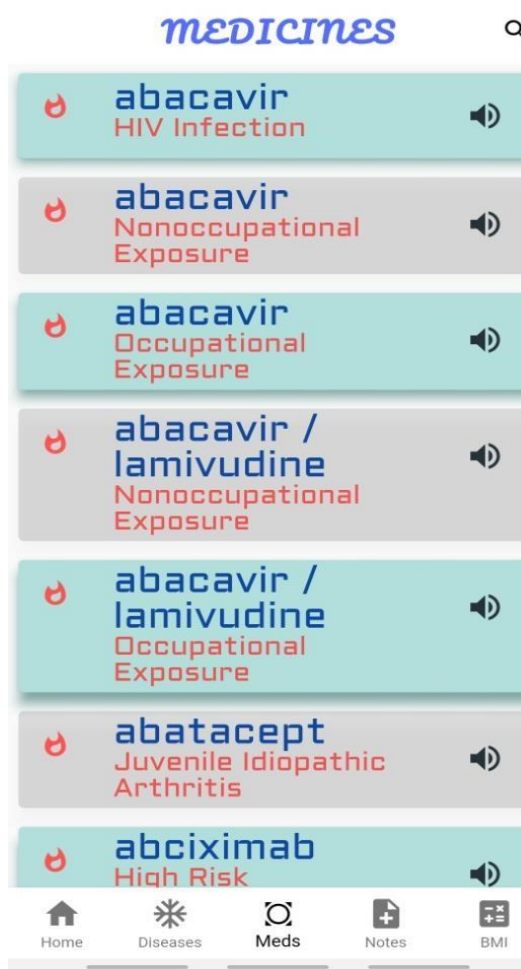 MEDICINES
abacavir
HIV Infection
abacavir
Nonoccupational
Exposure
abacavir
Occupational
Exposure
abacavir /
lamivudine
Nonoccupational
Exposure
abacavir /
lamivudine
Occupational
Exposure
abatacept
Juvenile Idiopathic
Arthritis
abciximab
High Risk
Home
Diseases
Meds
Notes
BMI